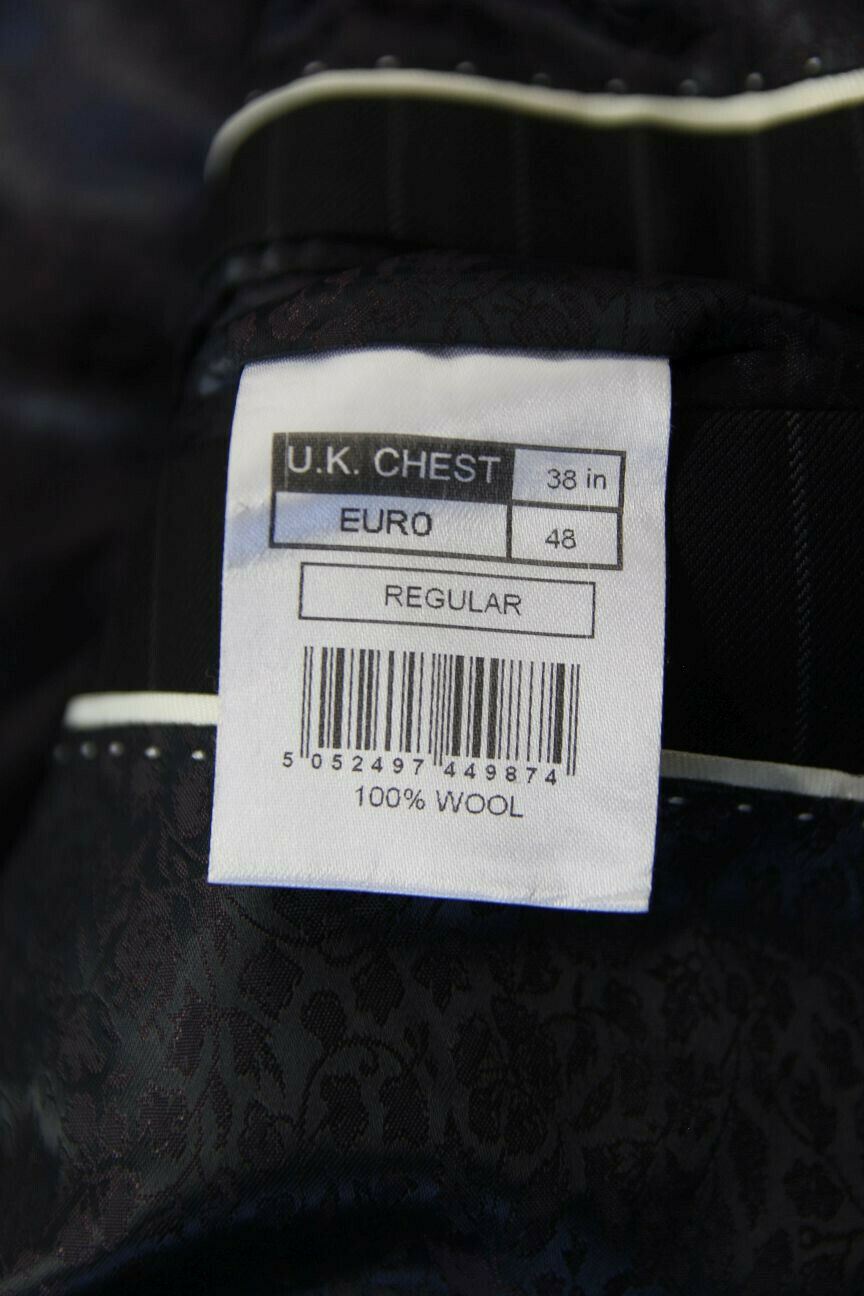 U.K. CHEST 38 in
EURO 48
REGULAR
5 052497 449874
100% WOOL